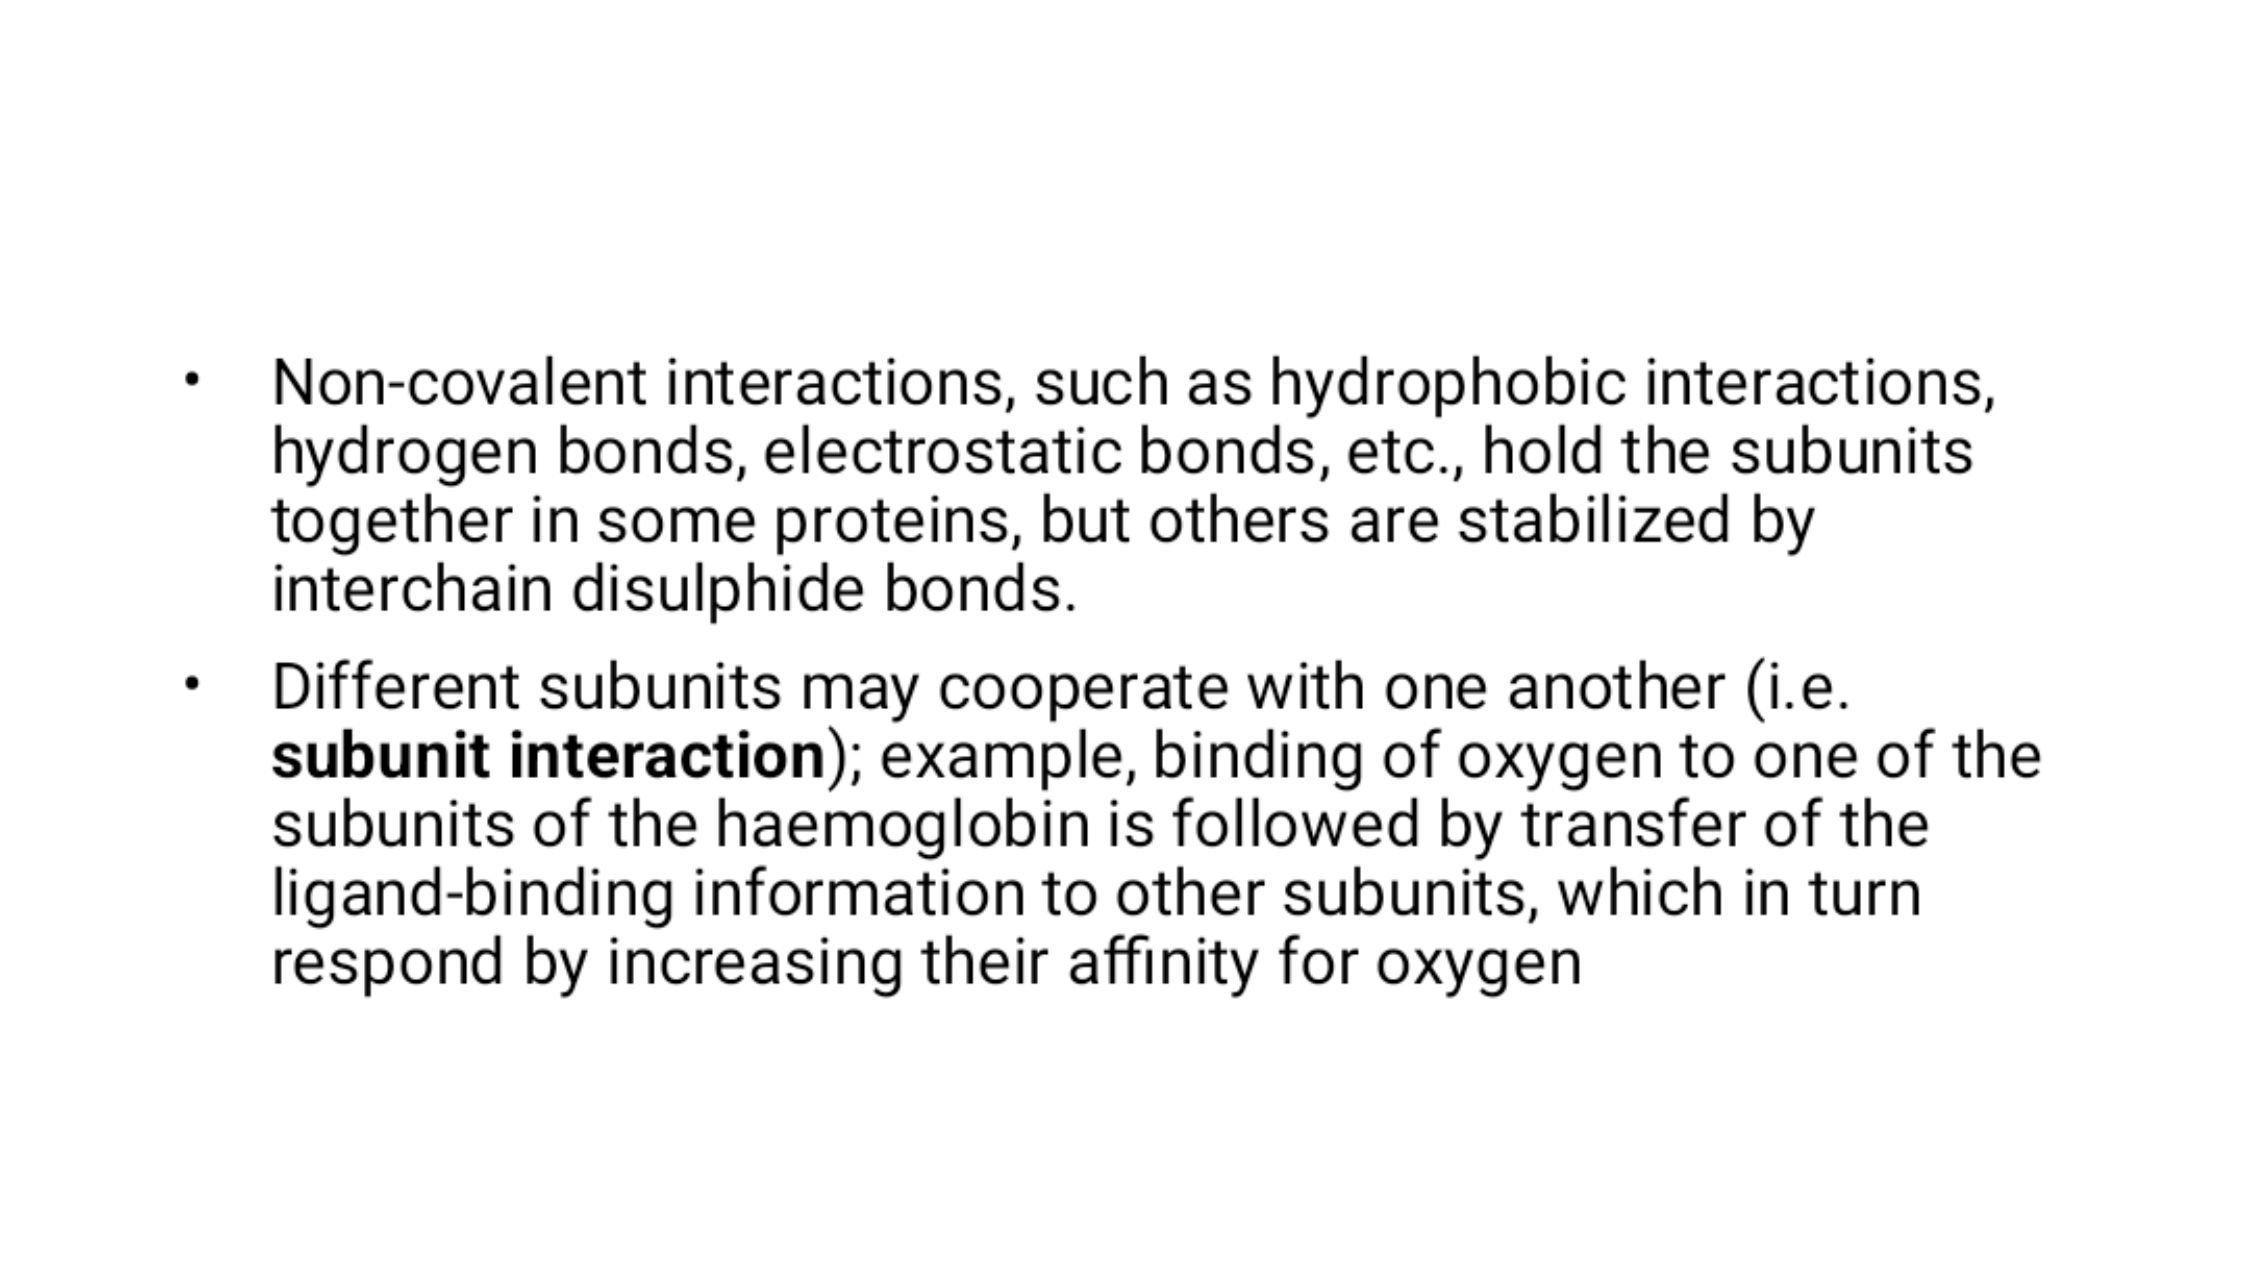 • Non-covalent interactions, such as hydrophobic interactions,
hydrogen bonds, electrostatic bonds, etc., hold the subunits
together in some proteins, but others are stabilized by
interchain disulphide bonds.
• Different subunits may cooperate with one another (i.e.
subunit interaction); example, binding of oxygen to one of the
subunits of the haemoglobin is followed by transfer of the
ligand-binding information to other subunits, which in turn
respond by increasing their affinity for oxygen